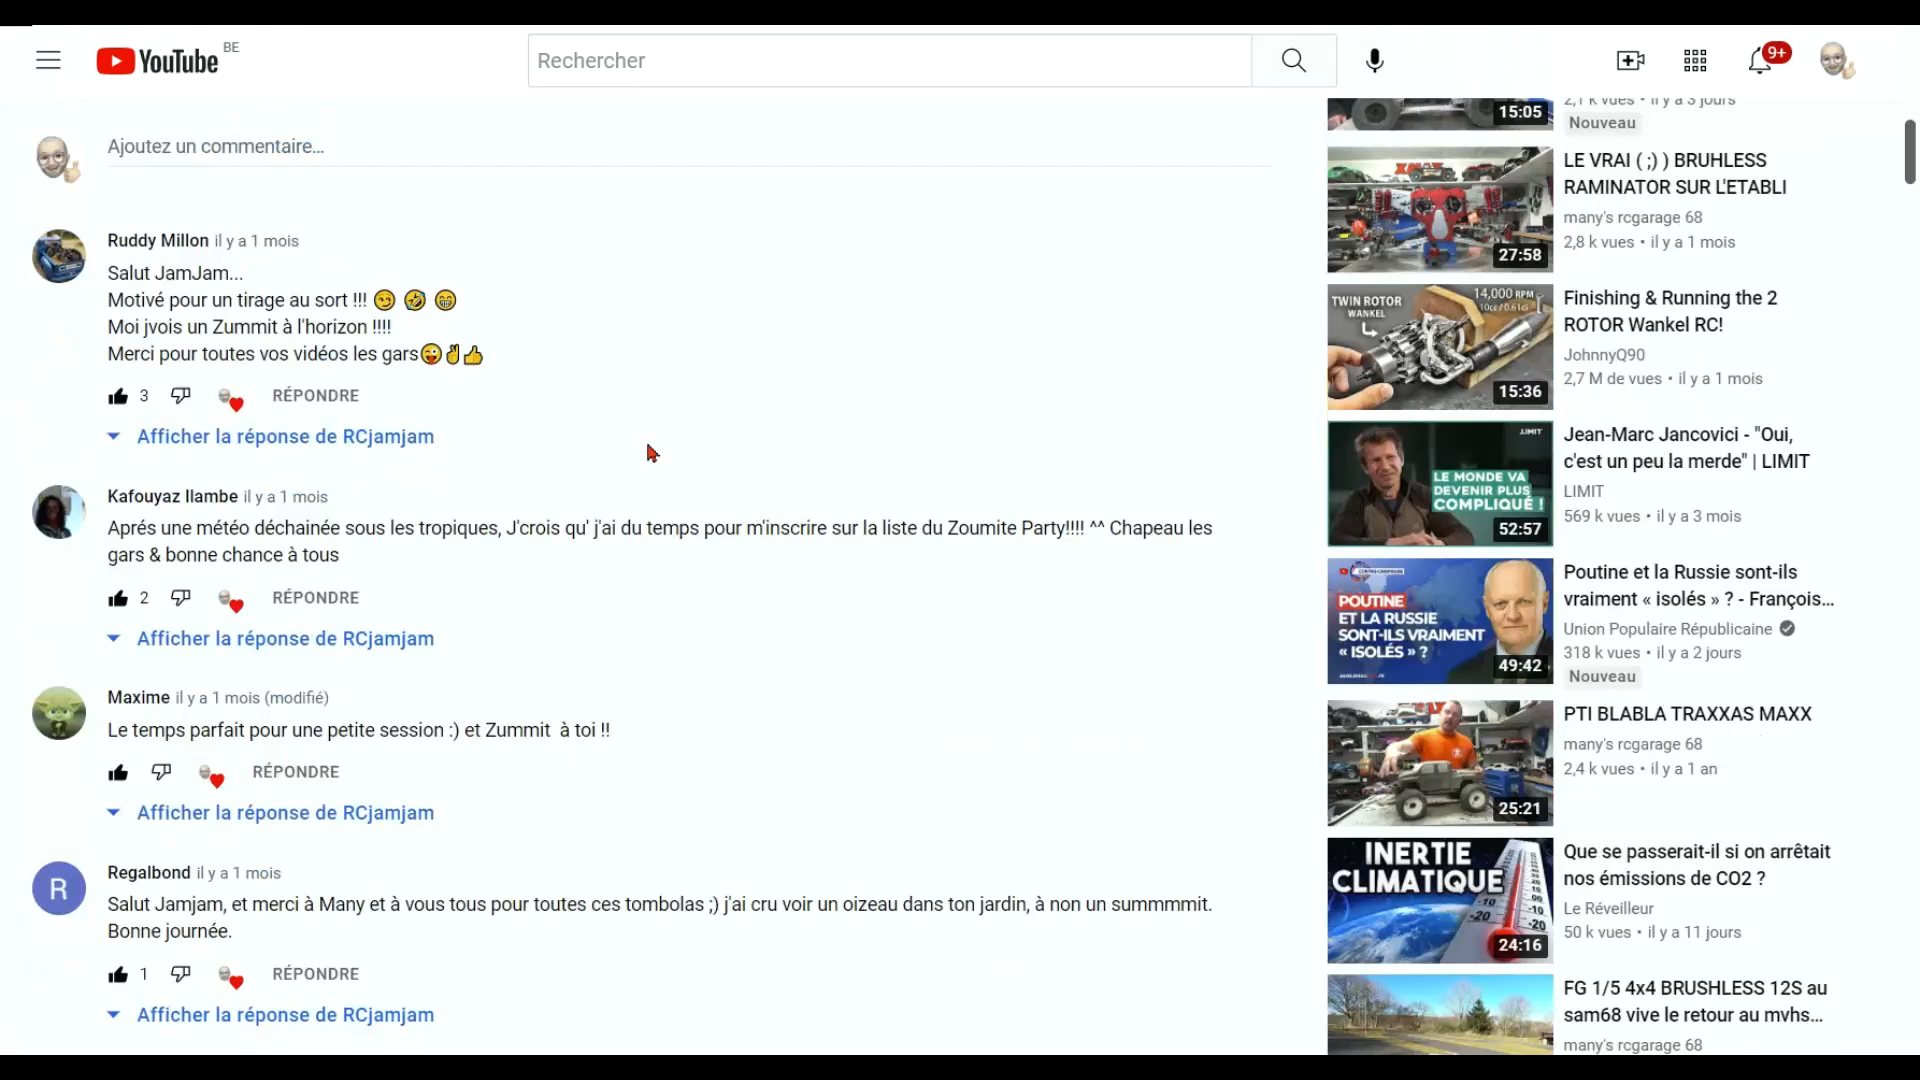 YouTube BE
Rechercher
9+
Ajoutez un commentaire...
Ruddy Millon il y a 1 mois
Salut JamJam...
Motivé pour un tirage au sort !!! 😏 🤣 😁
Moi jvois un Zummit à l'horizon !!!!
Merci pour toutes vos vidéos les gars😜✌👍
3 RÉPONDRE
Afficher la réponse de RCjamjam
Kafouyaz Ilambe il y a 1 mois
Aprés une météo déchainée sous les tropiques, J'crois qu' j'ai du temps pour m'inscrire sur la liste du Zoumite Party!!!! ^^ Chapeau les
gars & bonne chance à tous
2 RÉPONDRE
Afficher la réponse de RCjamjam
Maxime il y a 1 mois (modifié)
Le temps parfait pour une petite session :) et Zummit à toi !!
RÉPONDRE
Afficher la réponse de RCjamjam
R
Regalbond il y a 1 mois
Salut Jamjam, et merci à Many et à vous tous pour toutes ces tombolas ;) j'ai cru voir un oizeau dans ton jardin, à non un summmmit.
Bonne journée.
1 RÉPONDRE
Afficher la réponse de RCjamjam
15:05
2,1 k vues • il y a 3 jours
Nouveau
27:58
LE VRAI ( ;) ) BRUHLESS
RAMINATOR SUR L'ETABLI
many's rcgarage 68
2,8 k vues • il y a 1 mois
TWIN ROTOR
WANKEL
14,000 RPM
10cc/0.61ci
15:36
Finishing & Running the 2
ROTOR Wankel RC!
JohnnyQ90
2,7 M de vues • il y a 1 mois
LIMIT
LE MONDE VA
DEVENIR PLUS
COMPLIQUÉ !
52:57
Jean-Marc Jancovici - "Oui,
c'est un peu la merde" | LIMIT
LIMIT
569 k vues • il y a 3 mois
POUTINE
ET LA RUSSIE
SONT-ILS VRAIMENT
« ISOLÉS » ?
49:42
Poutine et la Russie sont-ils
vraiment « isolés » ? - François...
Union Populaire Républicaine
318 k vues • il y a 2 jours
Nouveau
25:21
PTI BLABLA TRAXXAS MAXX
many's rcgarage 68
2,4 k vues • il y a 1 an
INERTIE
CLIMATIQUE
-10
-20
24:16
Que se passerait-il si on arrêtait
nos émissions de CO2 ?
Le Réveilleur
50 k vues • il y a 11 jours
FG 1/5 4x4 BRUSHLESS 12S au
sam68 vive le retour au mvhs...
many's rcgarage 68